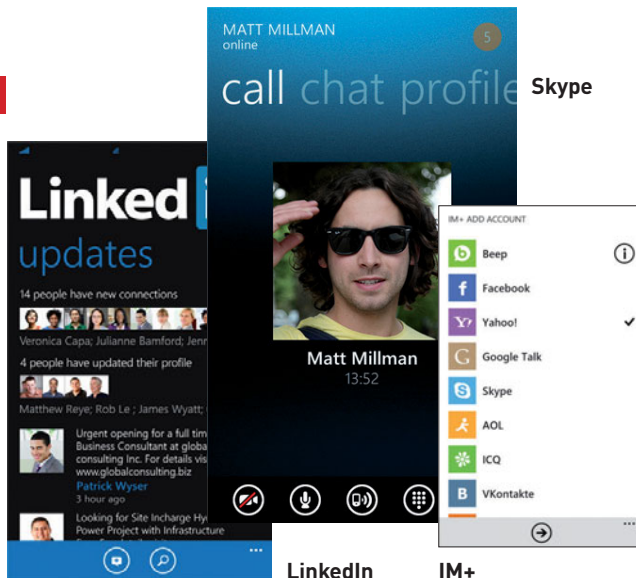 MATT MILLMAN
online
5
call chat profile
Skype
Matt Millman
13:52
Linked
updates
14 people have new connections
Veronica Capa; Julianne Bamford; Jenn
4 people have updated their profile
Matthew Reye; Rob Le ; James Wyatt;
Urgent opening for a full tim
Business Consultant at globa
consulting Inc. For details vis
www.globalconsulting.biz
Patrick Wyser
3 hour ago
Looking for Site Incharge Hy
Power Project with Infrastructure
LinkedIn
IM+ ADD ACCOUNT
Beep
Facebook
Yahoo!
Google Talk
Skype
AOL
ICQ
VKontakte
IM+